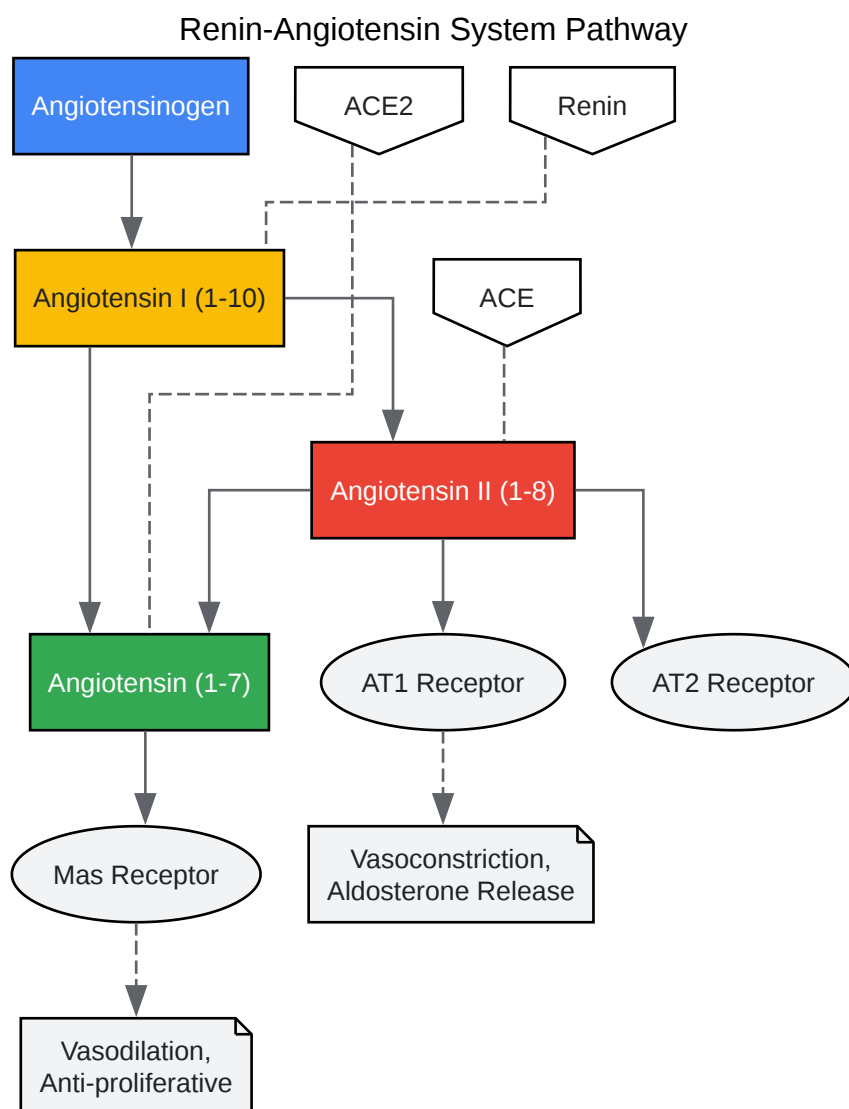 Renin-Angiotensin System Pathway
Angiotensinogen
ACE2
Renin
Angiotensin I (1-10)
ACE
Angiotensin II (1-8)
Angiotensin (1-7)
AT1 Receptor
AT2 Receptor
Mas Receptor
Vasoconstriction,
Aldosterone Release
Vasodilation,
Anti-proliferative